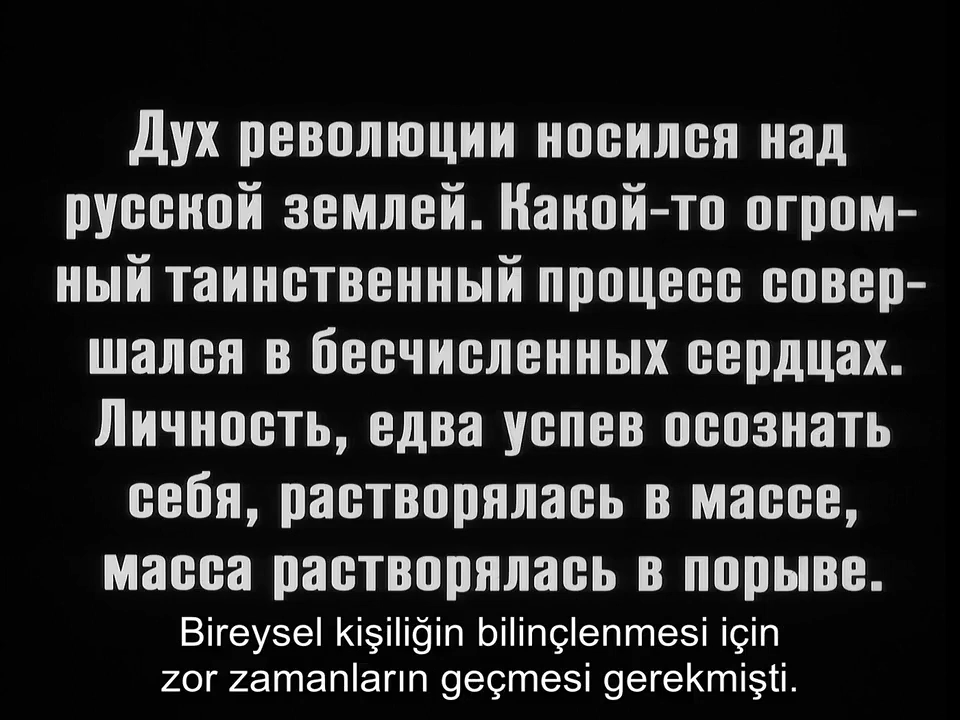 Дух революции носился над
русской землей. Какой-то огром-
ный таинственный процесс совер-
шался в бесчисленных сердцах.
Личность, едва успев осознать
себя, растворялась в массе,
масса растворялась в порыве.
Bireysel kişiliğin bilinçlenmesi için
zor zamanların geçmesi gerekmişti.